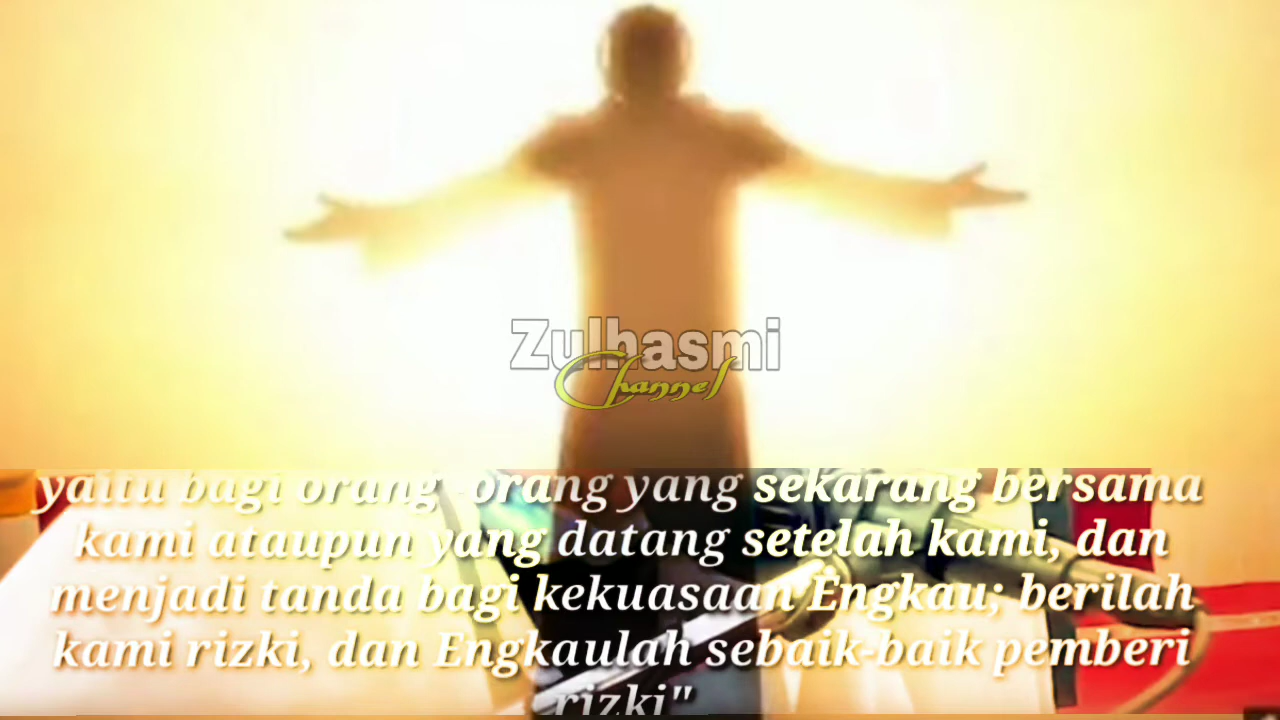 Zulhasmi
Channel
yaitu bagi orang -orang yang sekarang bersama
kami ataupun yang datang setelah kami, dan
menjadi tanda bagi kekuasaan Engkau; berilah
kami rizki, dan Engkaulah sebaik-baik pemberi
rizki"